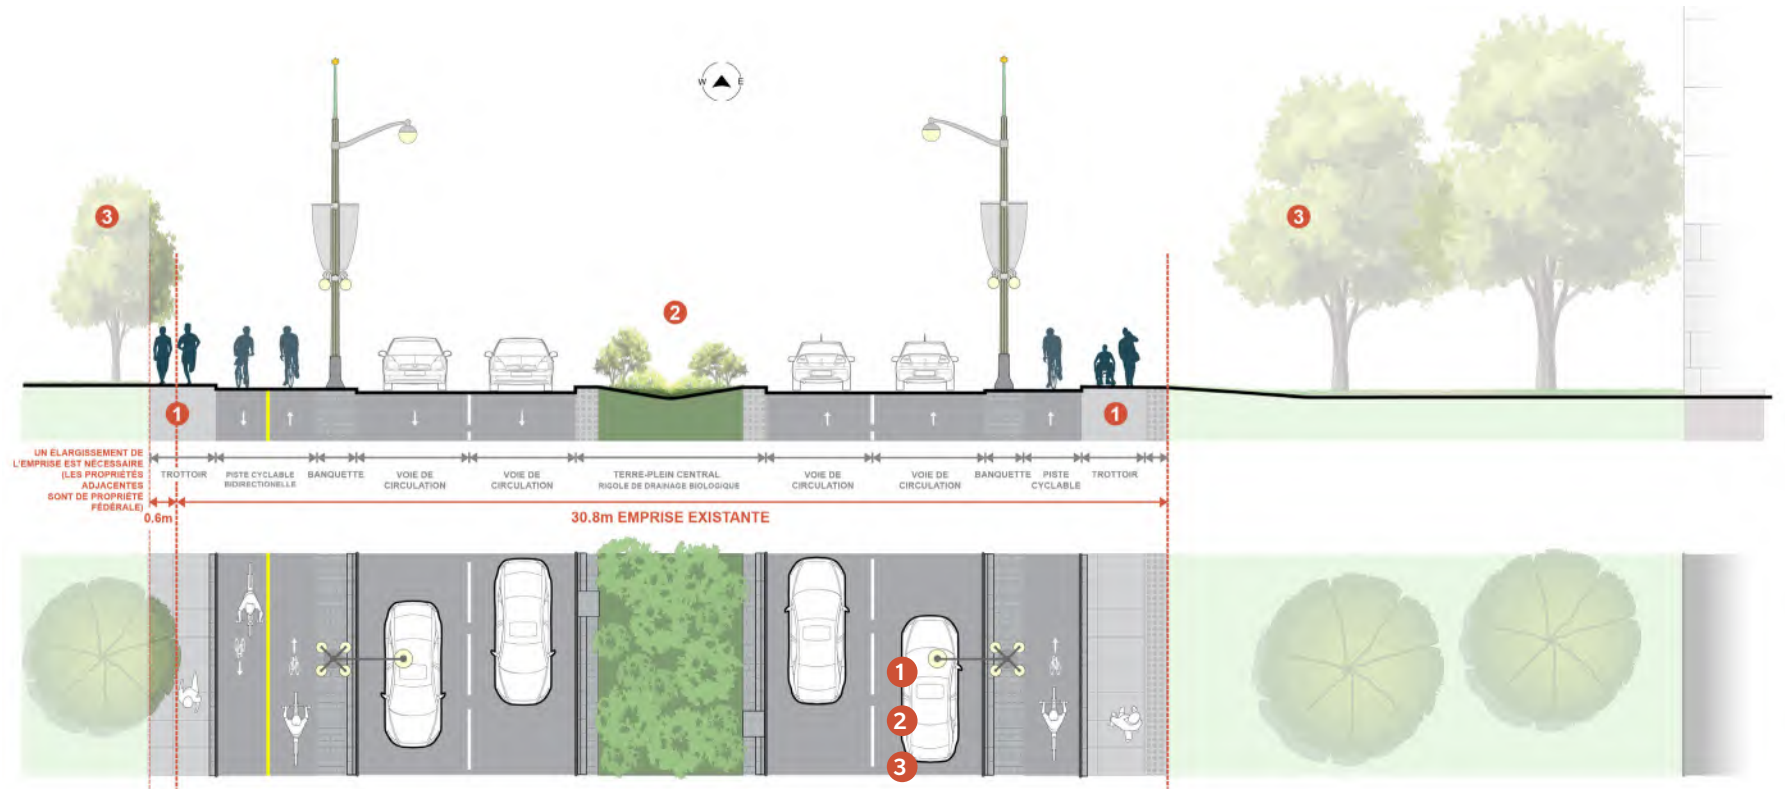 W E
3
3
2
1
1
UN ÉLARGISSEMENT DE
L'EMPRISE EST NÉCESSAIRE
(LES PROPRIÉTÉS
ADJACENTES
SONT DE PROPRIÉTÉ
FÉDÉRALE)
TROTTOIR
PISTE CYCLABLE
BIDIRECTIONELLE
BANQUETTE
VOIE DE
CIRCULATION
VOIE DE
CIRCULATION
TERRE-PLEIN CENTRAL
RIGOLE DE DRAINAGE BIOLOGIQUE
VOIE DE
CIRCULATION
VOIE DE
CIRCULATION
BANQUETTE
PISTE
CYCLABLE
TROTTOIR
0.6m
30.8m EMPRISE EXISTANTE
1
2
3